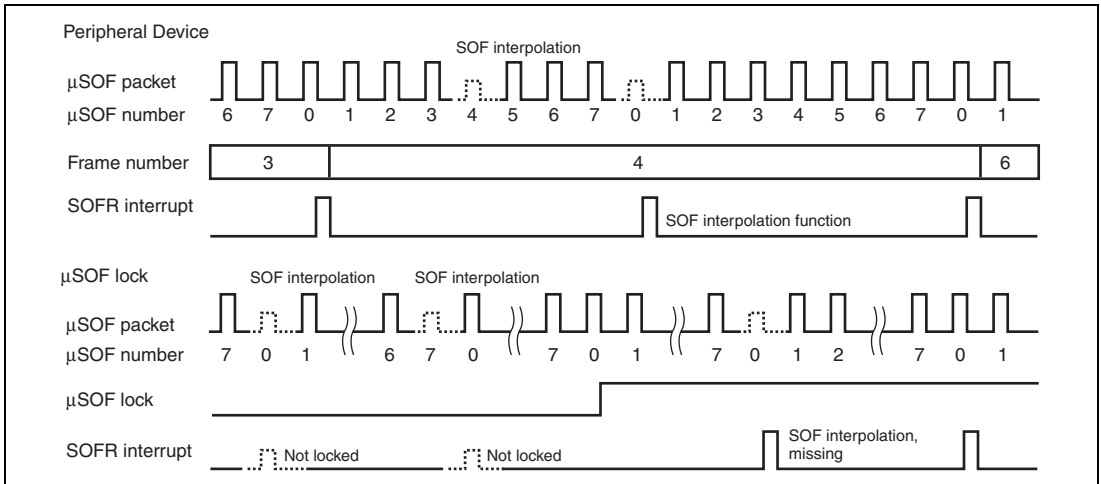 Peripheral Device
SOF interpolation
µSOF packet
µSOF number 6 7 0 1 2 3 4 5 6 7 0 1 2 3 4 5 6 7 0 1
Frame number 3 4 6
SOFR interrupt
SOF interpolation function
µSOF lock SOF interpolation SOF interpolation
µSOF packet
µSOF number 7 0 1 6 7 0 7 0 1 7 0 1 2 7 0 1
µSOF lock
SOFR interrupt Not locked Not locked SOF interpolation,
missing